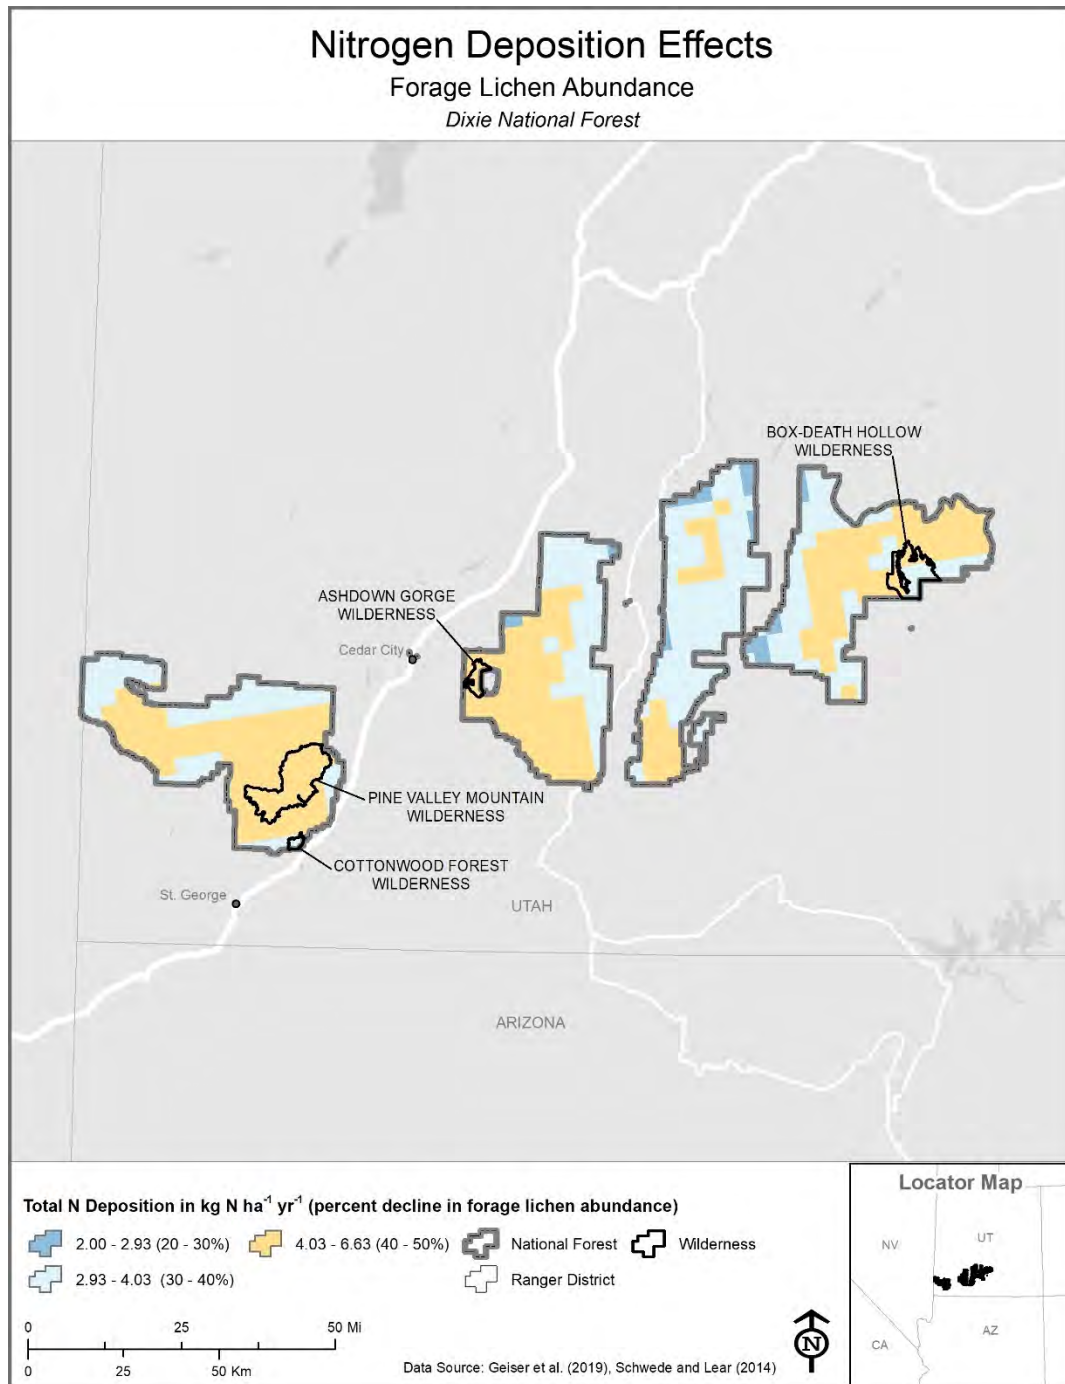 Nitrogen Deposition Effects
Forage Lichen Abundance
Dixie National Forest
BOX-DEATH HOLLOW
WILDERNESS
ASHDOWN GORGE
WILDERNESS
Cedar City
PINE VALLEY MOUNTAIN
WILDERNESS
COTTONWOOD FOREST
WILDERNESS
St. George
UTAH
ARIZONA
Total N Deposition in kg N ha⁻¹ yr⁻¹ (percent decline in forage lichen abundance)
2.00 - 2.93 (20 - 30%)
4.03 - 6.63 (40 - 50%)
National Forest
Wilderness
2.93 - 4.03 (30 - 40%)
Ranger District
0 25 50 Mi
0 25 50 Km
Data Source: Geiser et al. (2019), Schwede and Lear (2014)
N
Locator Map
NV
UT
CA
AZ